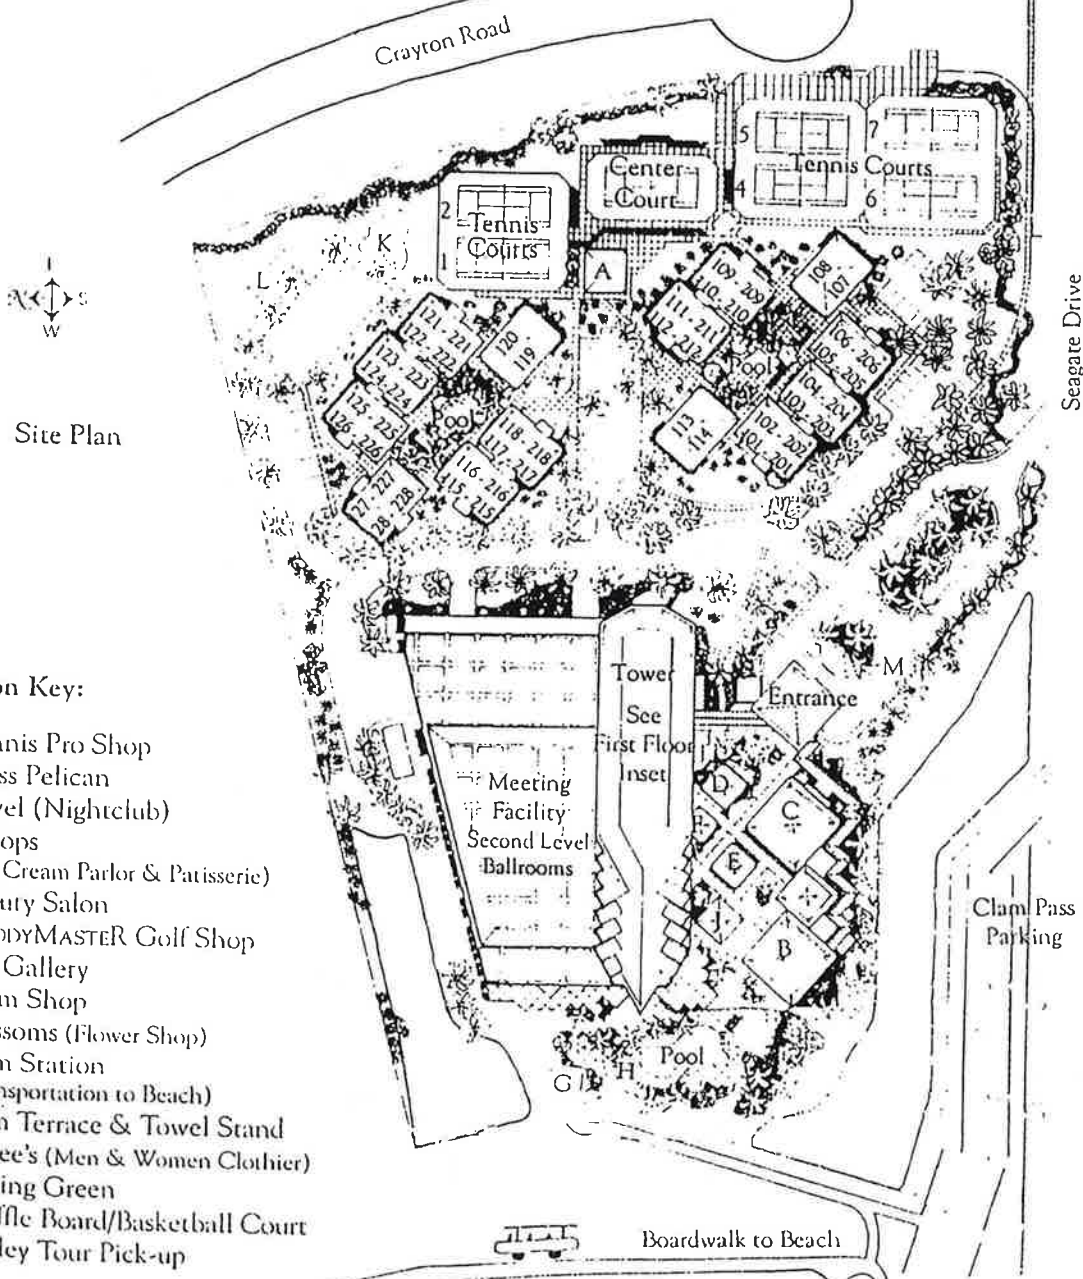 Crayton Road
5
7
Center
Court
Tennis Courts
4
6
2
Tennis
Courts
1
K
L
A
S
W
Seagate Drive
Site Plan
109
110 - 209
210
111 - 211
112 - 212
108
107
106 - 206
105 - 205
104 - 204
103 - 203
102 - 202
101 - 201
113
114
Pool
121 - 221
122 - 222
123 - 223
124 - 224
125 - 225
126 - 226
27 - 227
28 - 228
120
119
118 - 218
117 - 217
116 - 216
115 - 215
Tower
See
First Floor
Inset
Entrance
M
Meeting
Facility
Second Level
Ballrooms
D
C
E
J
B
Clam Pass
Parking
Pool
G
H
on Key:
nnis Pro Shop
ss Pelican
vel (Nightclub)
ops
Cream Parlor & Patisserie)
uty Salon
DDYMASTER Golf Shop
Gallery
m Shop
ssoms (Flower Shop)
m Station
nsportation to Beach)
n Terrace & Towel Stand
ee's (Men & Women Clothier)
ing Green
ffle Board/Basketball Court
ley Tour Pick-up
Boardwalk to Beach